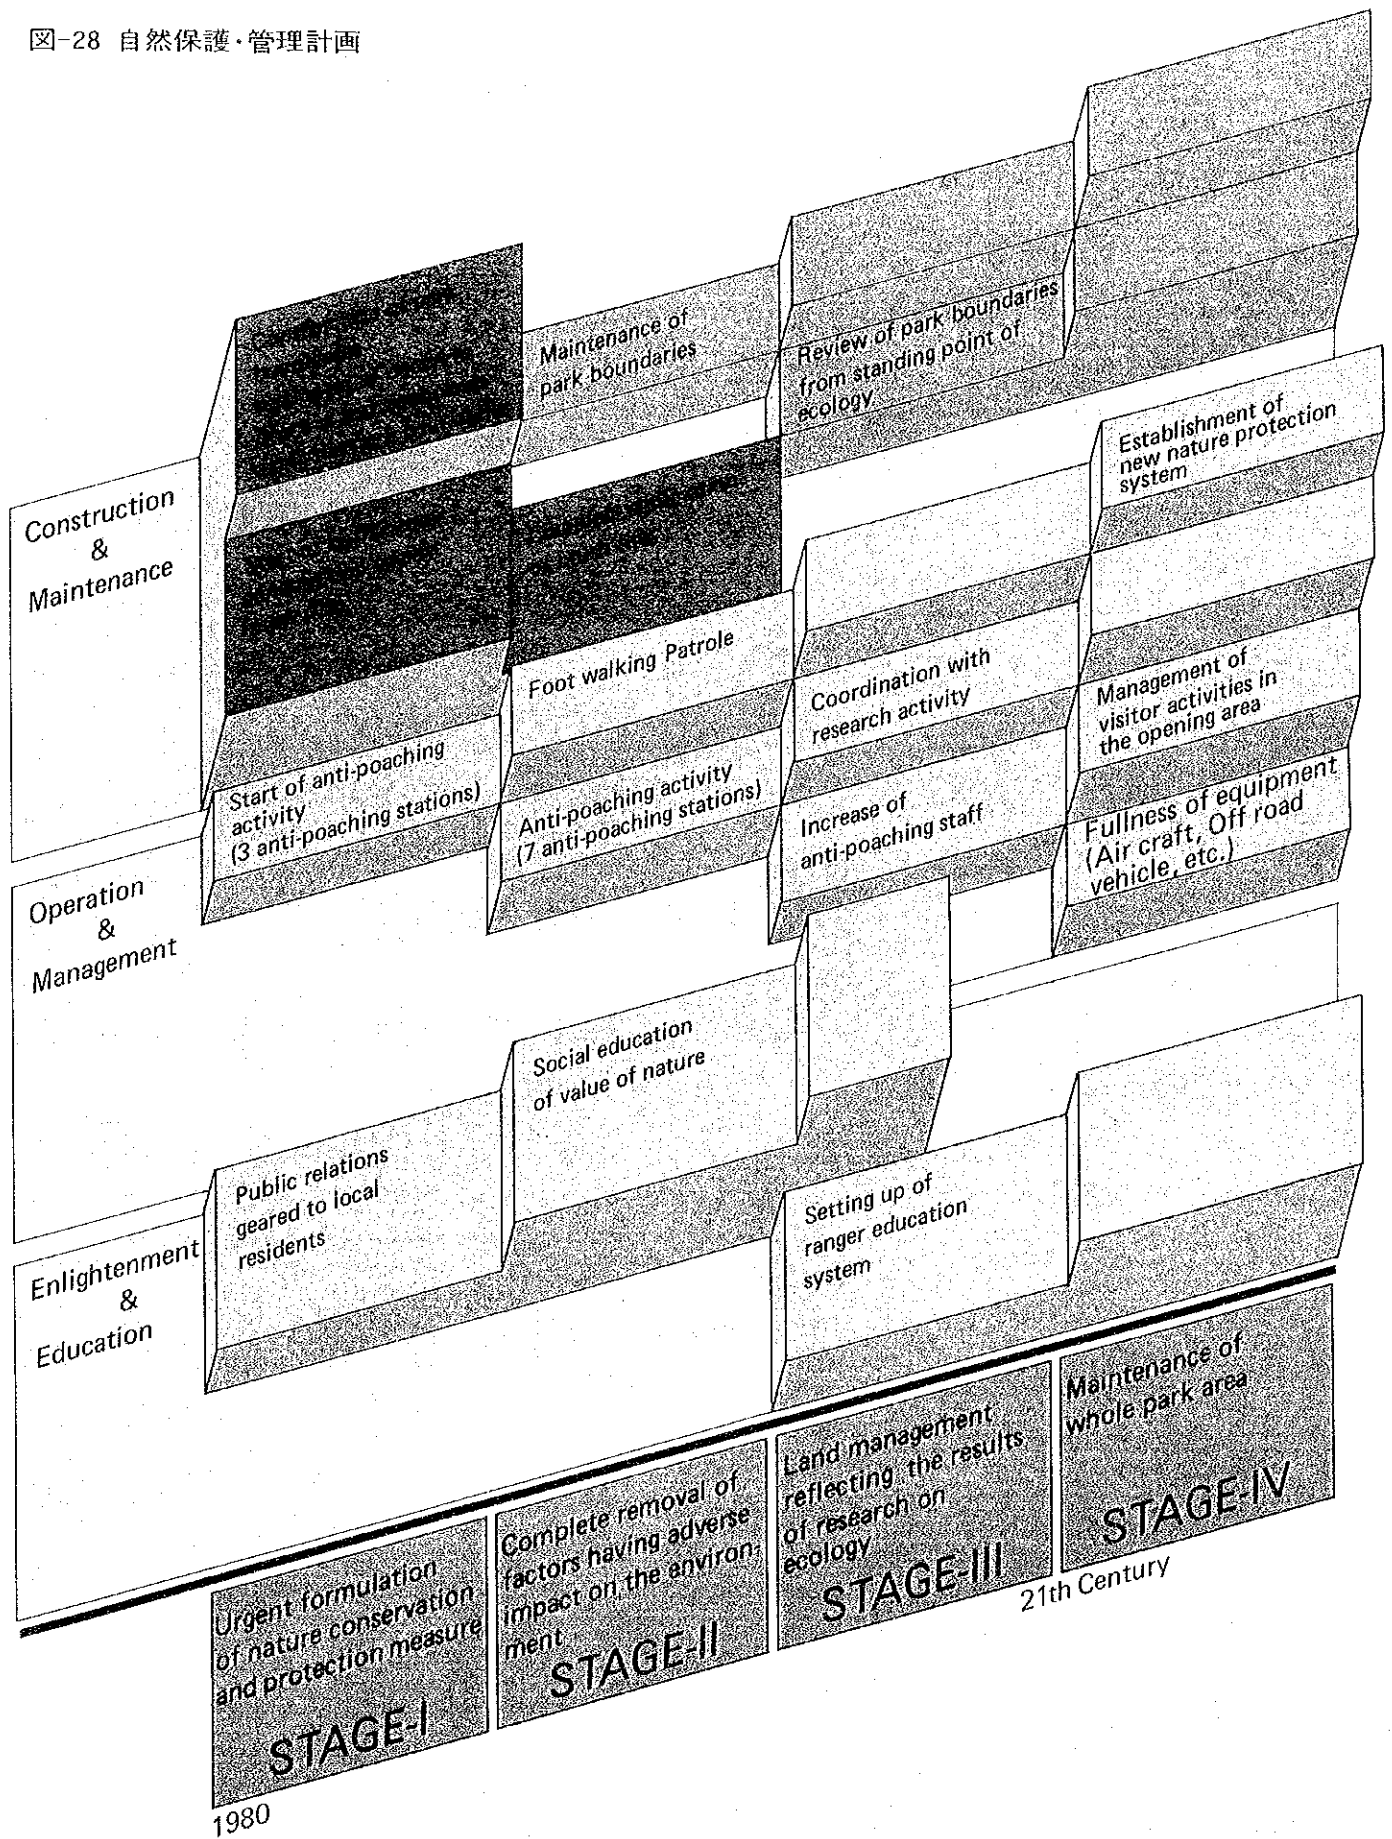 図-28 自然保護・管理計画
Construction
&
Maintenance
Maintenance of
park boundaries
Review of park boundaries
from standing point of
ecology
Operation
&
Management
Start of anti-poaching
activity
(3 anti-poaching stations)
Foot walking Patrole
Anti-poaching activity
(7 anti-poaching stations)
Coordination with
research activity
Increase of
anti-poaching staff
Establishment of
new nature protection
system
Management of
visitor activities in
the opening area
Fullness of equipment
(Air craft, Off road
vehicle, etc.)
Enlightenment
&
Education
Public relations
geared to local
residents
Social education
of value of nature
Setting up of
ranger education
system
Urgent formulation
of nature conservation
and protection measure
STAGE-I
Complete removal of
factors having adverse
impact on the environ-
ment
STAGE-II
Land management
reflecting the results
of research on
ecology
STAGE-III
Maintenance of
whole park area
STAGE-IV
1980
21th Century